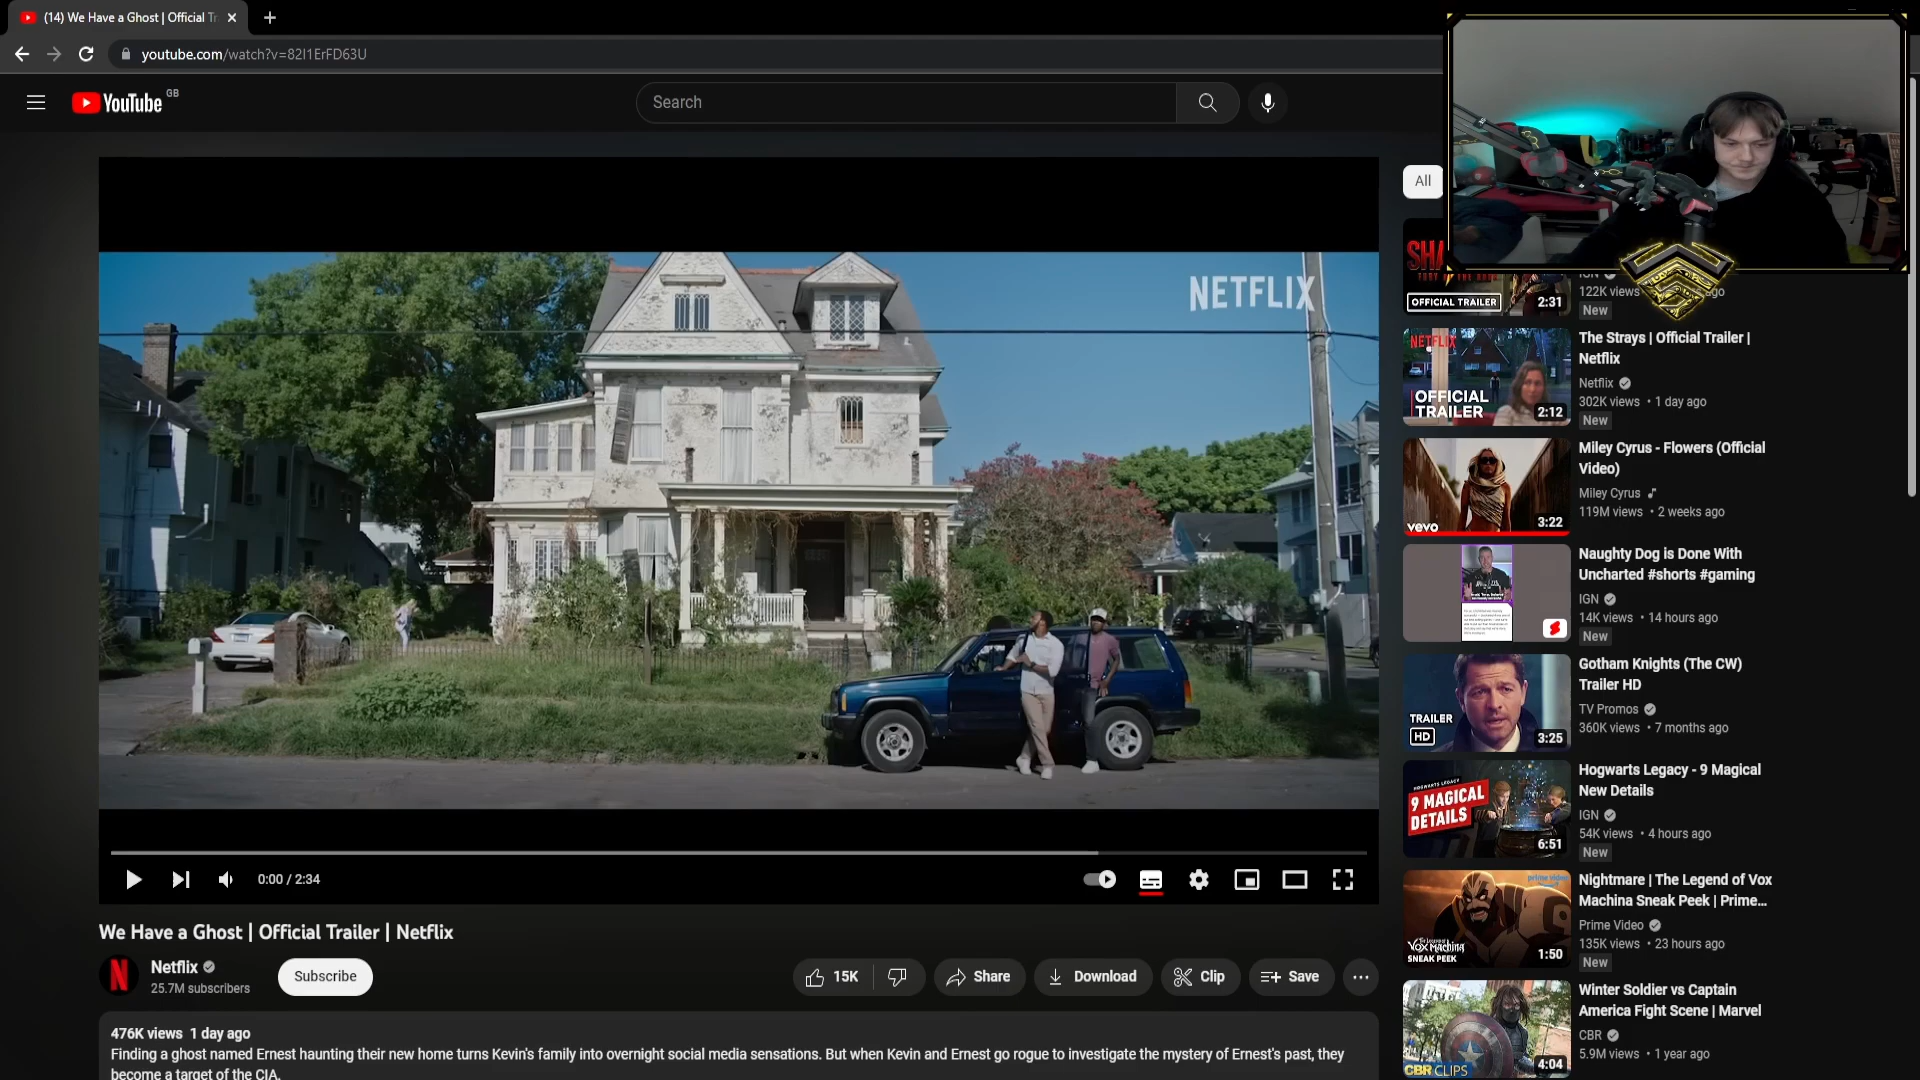 (14) We Have a Ghost | Official Tr
youtube.com/watch?v=82I1ErFD63U
YouTube GB
Search
NETFLIX
0:00 / 2:34
We Have a Ghost | Official Trailer | Netflix
Netflix
25.7M subscribers
Subscribe
15K
Share
Download
Clip
Save
476K views 1 day ago
Finding a ghost named Ernest haunting their new home turns Kevin's family into overnight social media sensations. But when Kevin and Ernest go rogue to investigate the mystery of Ernest's past, they
become a target of the CIA.
All
SHA
OFFICIAL TRAILER
2:31
IGN
122K views
go
New
NETFLIX
OFFICIAL
TRAILER
2:12
The Strays | Official Trailer |
Netflix
Netflix
302K views • 1 day ago
New
vevo
3:22
Miley Cyrus - Flowers (Official
Video)
Miley Cyrus
119M views • 2 weeks ago
Naughty Dog is Done With
Uncharted #shorts #gaming
IGN
14K views • 14 hours ago
New
TRAILER
HD
3:25
Gotham Knights (The CW)
Trailer HD
TV Promos
360K views • 7 months ago
HOGWARTS LEGACY
9 MAGICAL
DETAILS
6:51
Hogwarts Legacy - 9 Magical
New Details
IGN
54K views • 4 hours ago
New
prime video
VOX MACHINA
SNEAK PEEK
1:50
Nightmare | The Legend of Vox
Machina Sneak Peek | Prime...
Prime Video
135K views • 23 hours ago
New
CBR CLIPS
4:04
Winter Soldier vs Captain
America Fight Scene | Marvel
CBR
5.9M views • 1 year ago